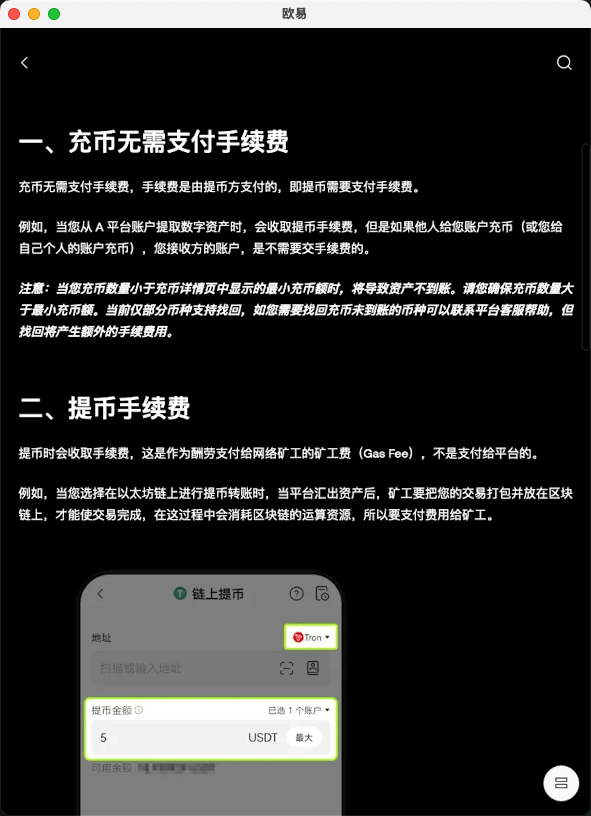 欧易
一、充币无需支付手续费
充币无需支付手续费，手续费是由提币方支付的，即提币需要支付手续费。
例如，当您从 A 平台账户提取数字资产时，会收取提币手续费，但是如果他人给您账户充币（或您给
自己个人的账户充币），您接收方的账户，是不需要交手续费的。
注意：当您充币数量小于充币详情页中显示的最小充币额时，将导致资产不到账。请您确保充币数量大
于最小充币额。当前仅部分币种支持找回，如您需要找回充币未到账的币种可以联系平台客服帮助，但
找回将产生额外的手续费用。
二、提币手续费
提币时会收取手续费，这是作为酬劳支付给网络矿工的矿工费（Gas Fee），不是支付给平台的。
例如，当您选择在以太坊链上进行提币转账时，当平台汇出资产后，矿工要把您的交易打包并放在区块
链上，才能使交易完成，在这过程中会消耗区块链的运算资源，所以要支付费用给矿工。
链上提币
地址 Tron
扫描或输入地址
提币金额 已选 1 个账户
5 USDT 最大
可用余额